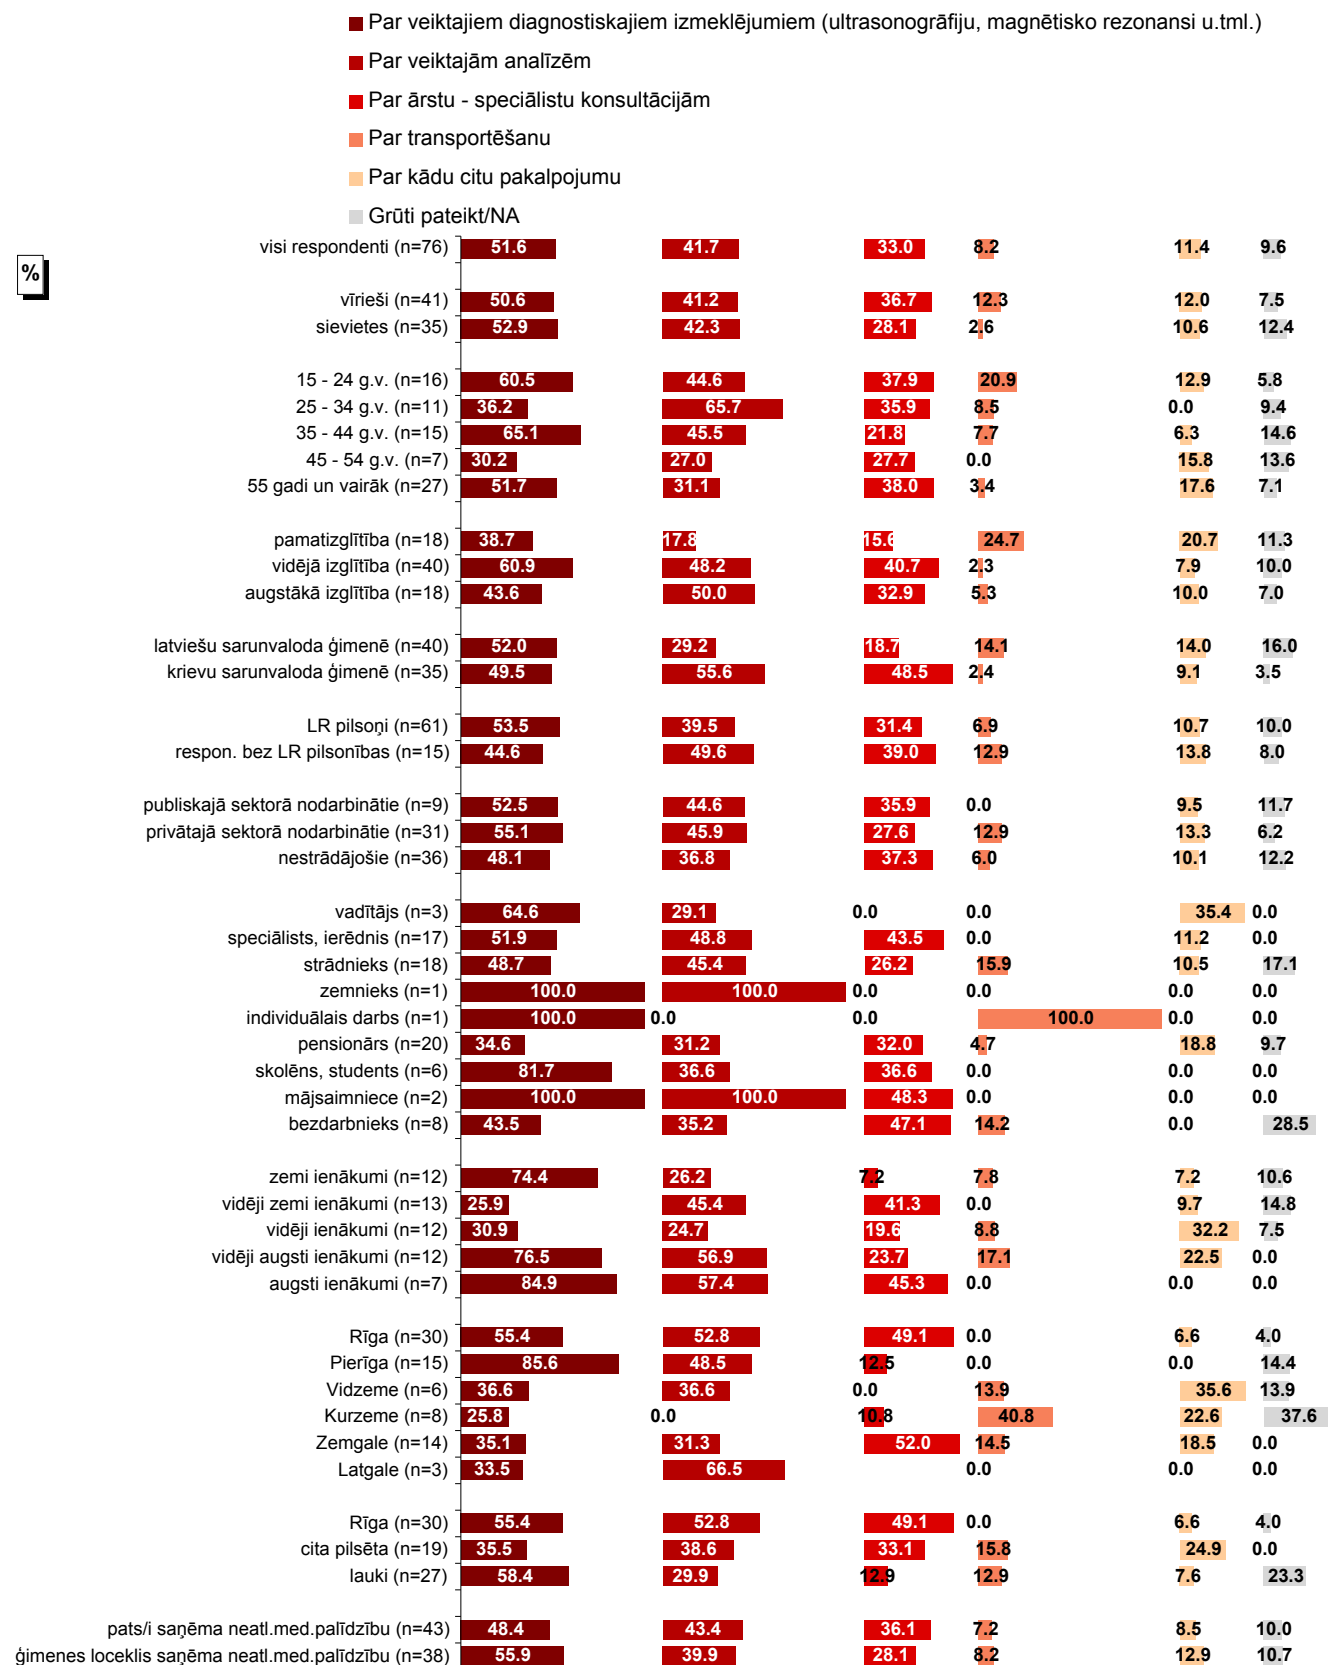 Par veiktajiem diagnostiskajiem izmeklējumiem (ultrasonogrāfiju, magnētisko rezonansi u.tml.)
Par veiktajām analīzēm
Par ārstu - speciālistu konsultācijām
Par transportēšanu
Par kādu citu pakalpojumu
Grūti pateikt/NA
%
visi respondenti (n=76) 51.6 41.7 33.0 8.2 11.4 9.6
vīrieši (n=41) 50.6 41.2 36.7 12.3 12.0 7.5
sievietes (n=35) 52.9 42.3 28.1 2.6 10.6 12.4
15 - 24 g.v. (n=16) 60.5 44.6 37.9 20.9 12.9 5.8
25 - 34 g.v. (n=11) 36.2 65.7 35.9 8.5 0.0 9.4
35 - 44 g.v. (n=15) 65.1 45.5 21.8 7.7 6.3 14.6
45 - 54 g.v. (n=7) 30.2 27.0 27.7 0.0 15.8 13.6
55 gadi un vairāk (n=27) 51.7 31.1 38.0 3.4 17.6 7.1
pamatizglītība (n=18) 38.7 17.8 15.6 24.7 20.7 11.3
vidējā izglītība (n=40) 60.9 48.2 40.7 2.3 7.9 10.0
augstākā izglītība (n=18) 43.6 50.0 32.9 5.3 10.0 7.0
latviešu sarunvaloda ģimenē (n=40) 52.0 29.2 18.7 14.1 14.0 16.0
krievu sarunvaloda ģimenē (n=35) 49.5 55.6 48.5 2.4 9.1 3.5
LR pilsoņi (n=61) 53.5 39.5 31.4 6.9 10.7 10.0
respon. bez LR pilsonības (n=15) 44.6 49.6 39.0 12.9 13.8 8.0
publiskajā sektorā nodarbinātie (n=9) 52.5 44.6 35.9 0.0 9.5 11.7
privātajā sektorā nodarbinātie (n=31) 55.1 45.9 27.6 12.9 13.3 6.2
nestrādājošie (n=36) 48.1 36.8 37.3 6.0 10.1 12.2
vadītājs (n=3) 64.6 29.1 0.0 0.0 35.4 0.0
speciālists, ierēdnis (n=17) 51.9 48.8 43.5 0.0 11.2 0.0
strādnieks (n=18) 48.7 45.4 26.2 15.9 10.5 17.1
zemnieks (n=1) 100.0 100.0 0.0 0.0 0.0 0.0
individuālais darbs (n=1) 100.0 0.0 0.0 100.0 0.0 0.0
pensionārs (n=20) 34.6 31.2 32.0 4.7 18.8 9.7
skolēns, students (n=6) 81.7 36.6 36.6 0.0 0.0 0.0
mājsaimniece (n=2) 100.0 100.0 48.3 0.0 0.0 0.0
bezdarbnieks (n=8) 43.5 35.2 47.1 14.2 0.0 28.5
zemi ienākumi (n=12) 74.4 26.2 7.2 7.8 7.2 10.6
vidēji zemi ienākumi (n=13) 25.9 45.4 41.3 0.0 9.7 14.8
vidēji ienākumi (n=12) 30.9 24.7 19.6 8.8 32.2 7.5
vidēji augsti ienākumi (n=12) 76.5 56.9 23.7 17.1 22.5 0.0
augsti ienākumi (n=7) 84.9 57.4 45.3 0.0 0.0 0.0
Rīga (n=30) 55.4 52.8 49.1 0.0 6.6 4.0
Pierīga (n=15) 85.6 48.5 12.5 0.0 0.0 14.4
Vidzeme (n=6) 36.6 36.6 0.0 13.9 35.6 13.9
Kurzeme (n=8) 25.8 0.0 10.8 40.8 22.6 37.6
Zemgale (n=14) 35.1 31.3 52.0 14.5 18.5 0.0
Latgale (n=3) 33.5 66.5 0.0 0.0 0.0
Rīga (n=30) 55.4 52.8 49.1 0.0 6.6 4.0
cita pilsēta (n=19) 35.5 38.6 33.1 15.8 24.9 0.0
lauki (n=27) 58.4 29.9 12.9 12.9 7.6 23.3
pats/i saņēma neatl.med.palīdzību (n=43) 48.4 43.4 36.1 7.2 8.5 10.0
ģimenes loceklis saņēma neatl.med.palīdzību (n=38) 55.9 39.9 28.1 8.2 12.9 10.7